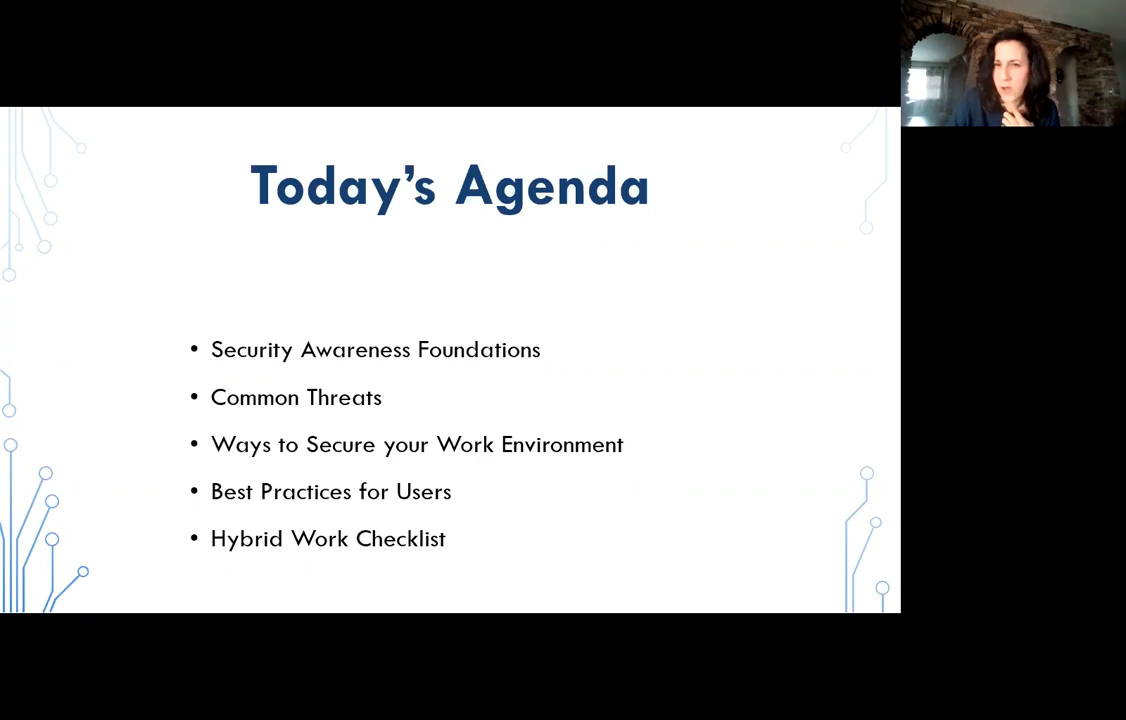 Today’s Agenda
• Security Awareness Foundations
• Common Threats
• Ways to Secure your Work Environment
• Best Practices for Users
• Hybrid Work Checklist